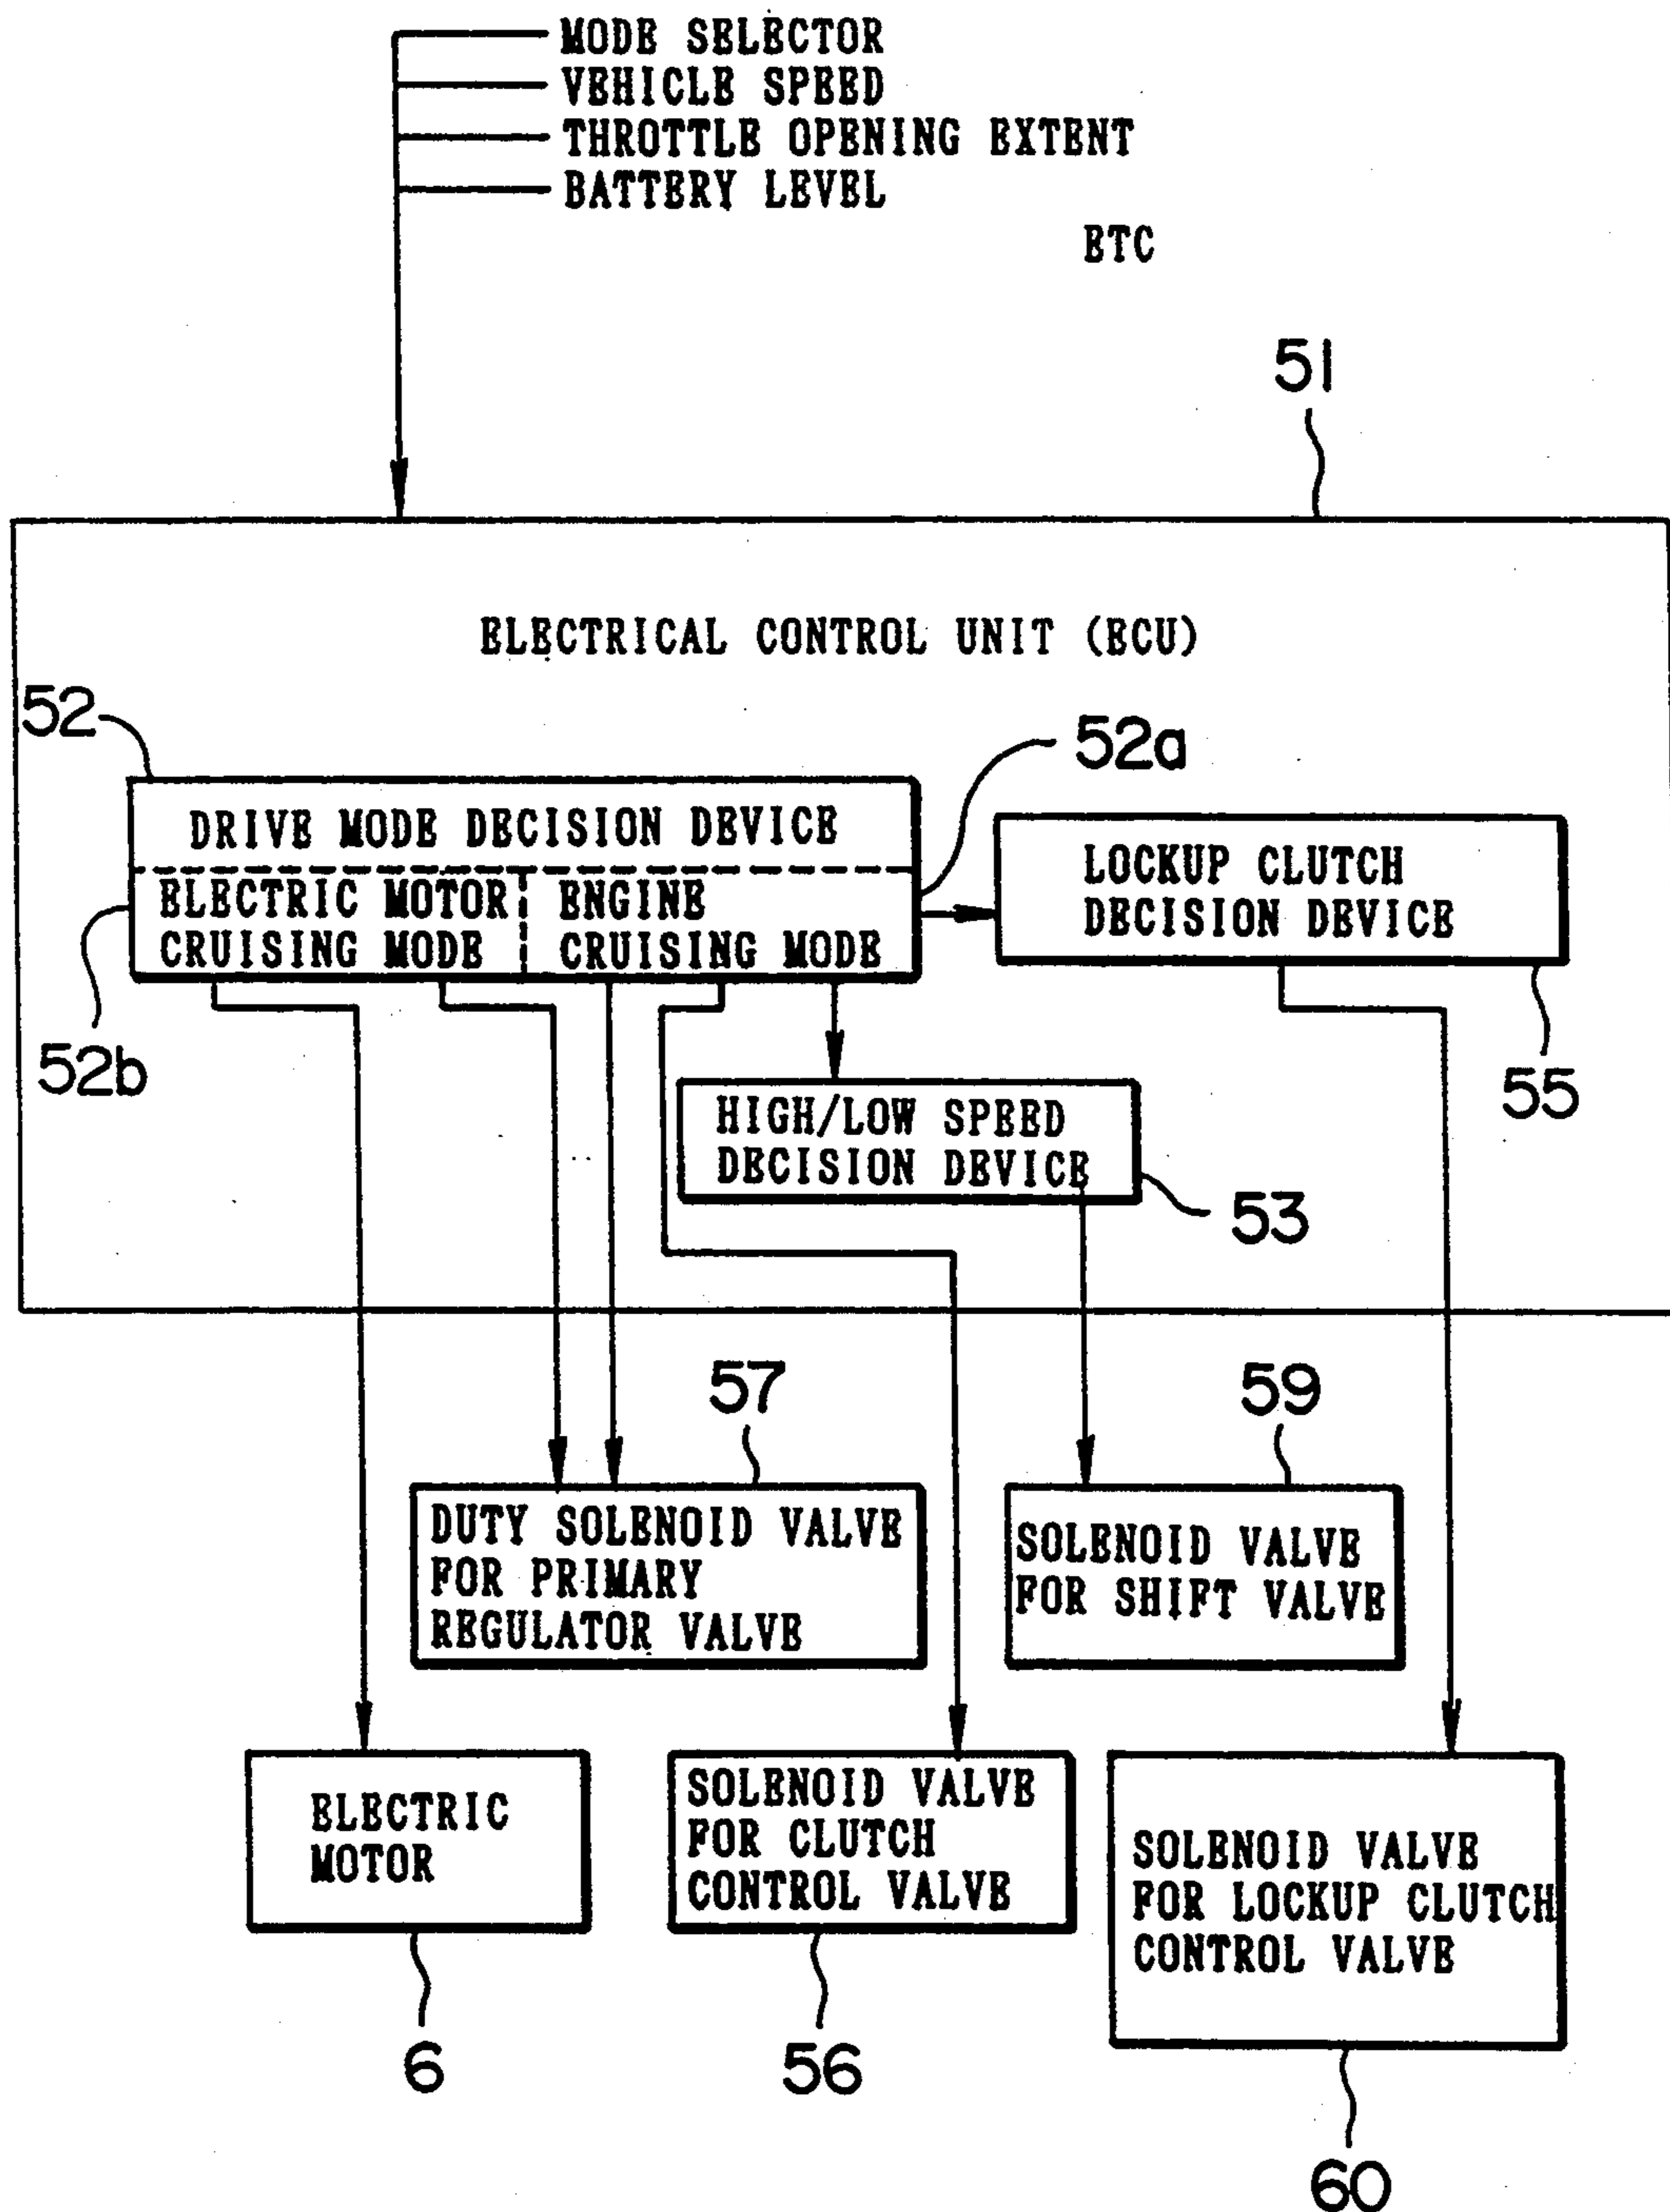 MODE SELECTOR
VEHICLE SPEED
THROTTLE OPENING EXTENT
BATTERY LEVEL
ETC
51
ELECTRICAL CONTROL UNIT (ECU)
52
52a
DRIVE MODE DECISION DEVICE
ELECTRIC MOTOR
CRUISING MODE
ENGINE
CRUISING MODE
LOCKUP CLUTCH
DECISION DEVICE
52b
55
HIGH/LOW SPEED
DECISION DEVICE
53
57
59
DUTY SOLENOID VALVE
FOR PRIMARY
REGULATOR VALVE
SOLENOID VALVE
FOR SHIFT VALVE
ELECTRIC
MOTOR
SOLENOID VALVE
FOR CLUTCH
CONTROL VALVE
SOLENOID VALVE
FOR LOCKUP CLUTCH
CONTROL VALVE
6
56
60